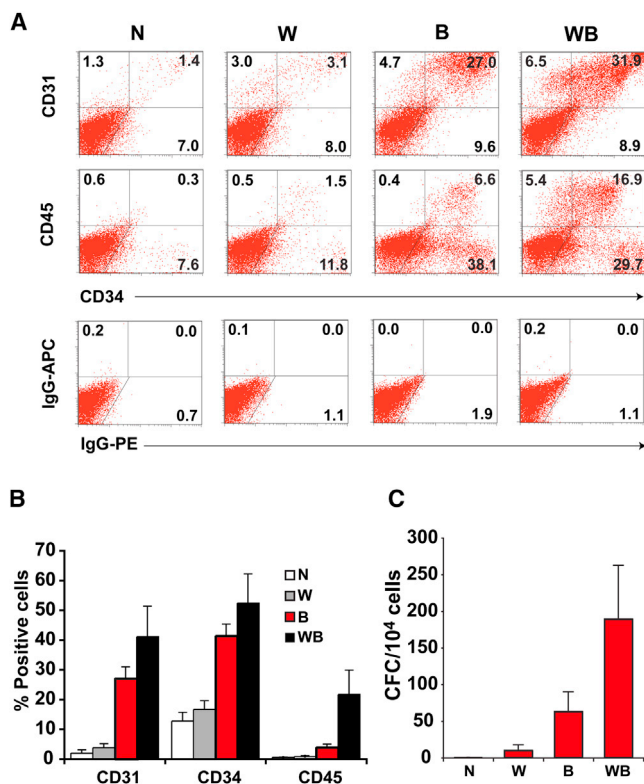 A
N W B WB
CD31
1.3 1.4 3.0 3.1 4.7 27.0 6.5 31.9
7.0 8.0 9.6 8.9
CD45
0.6 0.3 0.5 1.5 0.4 6.6 5.4 16.9
7.6 11.8 38.1 29.7
CD34
IgG-APC
0.2 0.0 0.1 0.0 0.0 0.0 0.2 0.0
0.7 1.1 1.9 1.1
IgG-PE
B
% Positive cells
70
60
50
40
30
20
10
0
N
W
B
WB
CD31 CD34 CD45
C
CFC/10⁴ cells
300
250
200
150
100
50
0
N W B WB